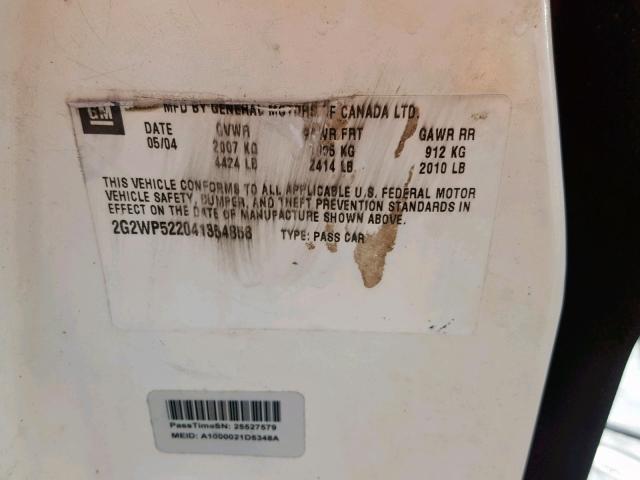 GM
MFD BY GENERAL MOTORS OF CANADA LTD.
DATE GVWR GAWR FRT GAWR RR
05/04 2007 KG 912 KG
4424 LB 2414 LB 2010 LB
THIS VEHICLE CONFORMS TO ALL APPLICABLE U.S. FEDERAL MOTOR
VEHICLE SAFETY, BUMPER, AND THEFT PREVENTION STANDARDS IN
EFFECT ON THE DATE OF MANUFACTURE SHOWN ABOVE.
TYPE: PASS CAR
PassTimeSN: 25527579
MEID: A1000021D5348A